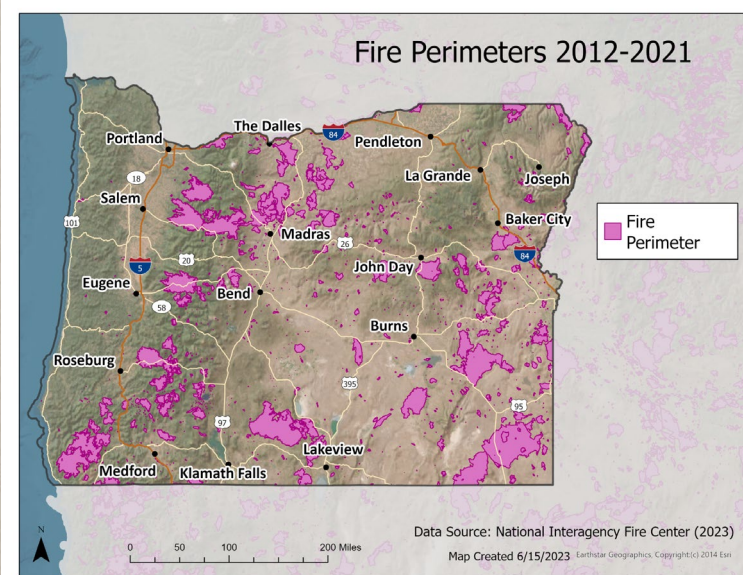 Fire Perimeters 2012-2021
The Dalles
84
Portland
Pendleton
La Grande
Joseph
18
Salem
Baker City
101
Madras
26
84
20
5
John Day
Eugene
Bend
58
Burns
Roseburg
395
95
97
Lakeview
Medford
Klamath Falls
Fire
Perimeter
N
0 50 100 200 Miles
Data Source: National Interagency Fire Center (2023)
Map Created 6/15/2023 Earthstar Geographics, Copyright:(c) 2014 Esri